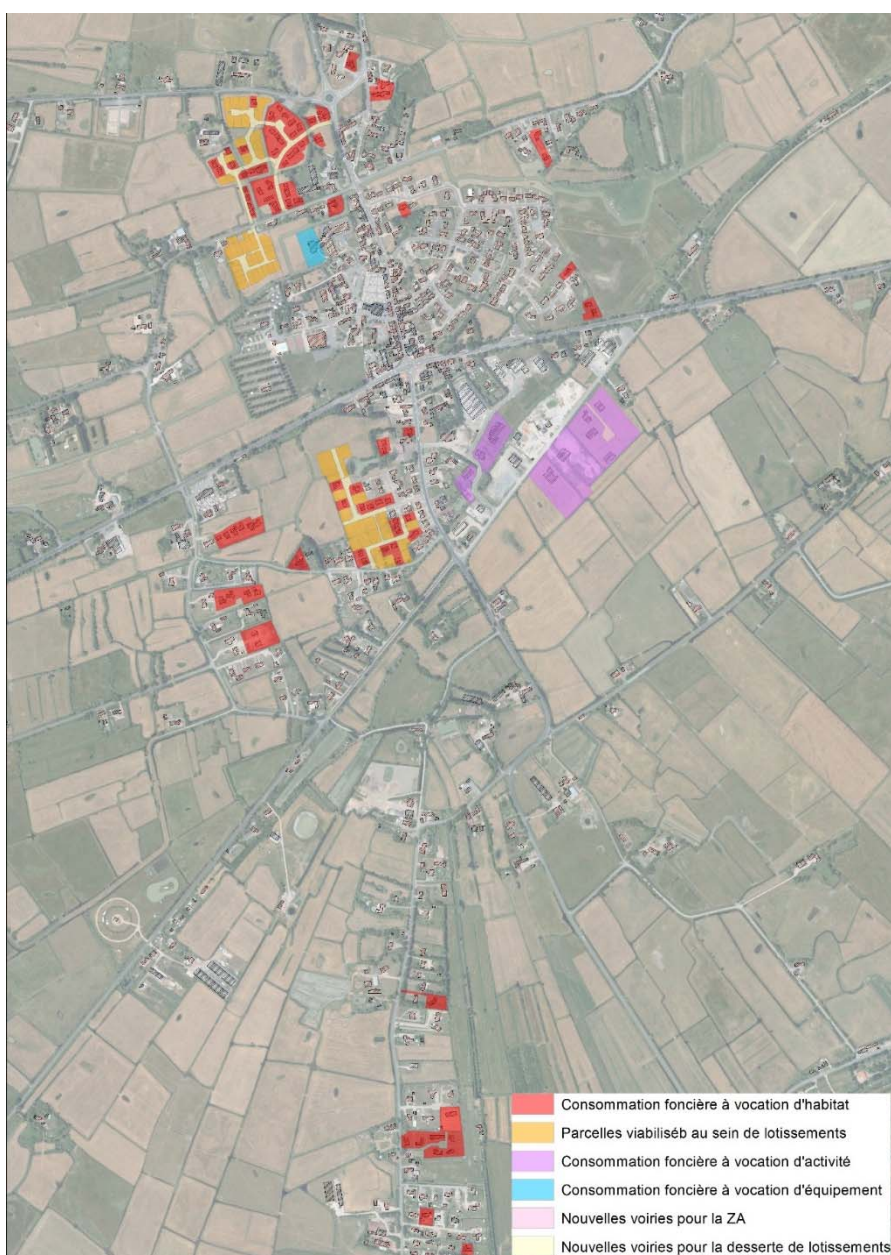 Consommation foncière à vocation d'habitat
Parcelles viabiliséb au sein de lotissements
Consommation foncière à vocation d'activité
Consommation foncière à vocation d'équipement
Nouvelles voiries pour la ZA
Nouvelles voiries pour la desserte de lotissements